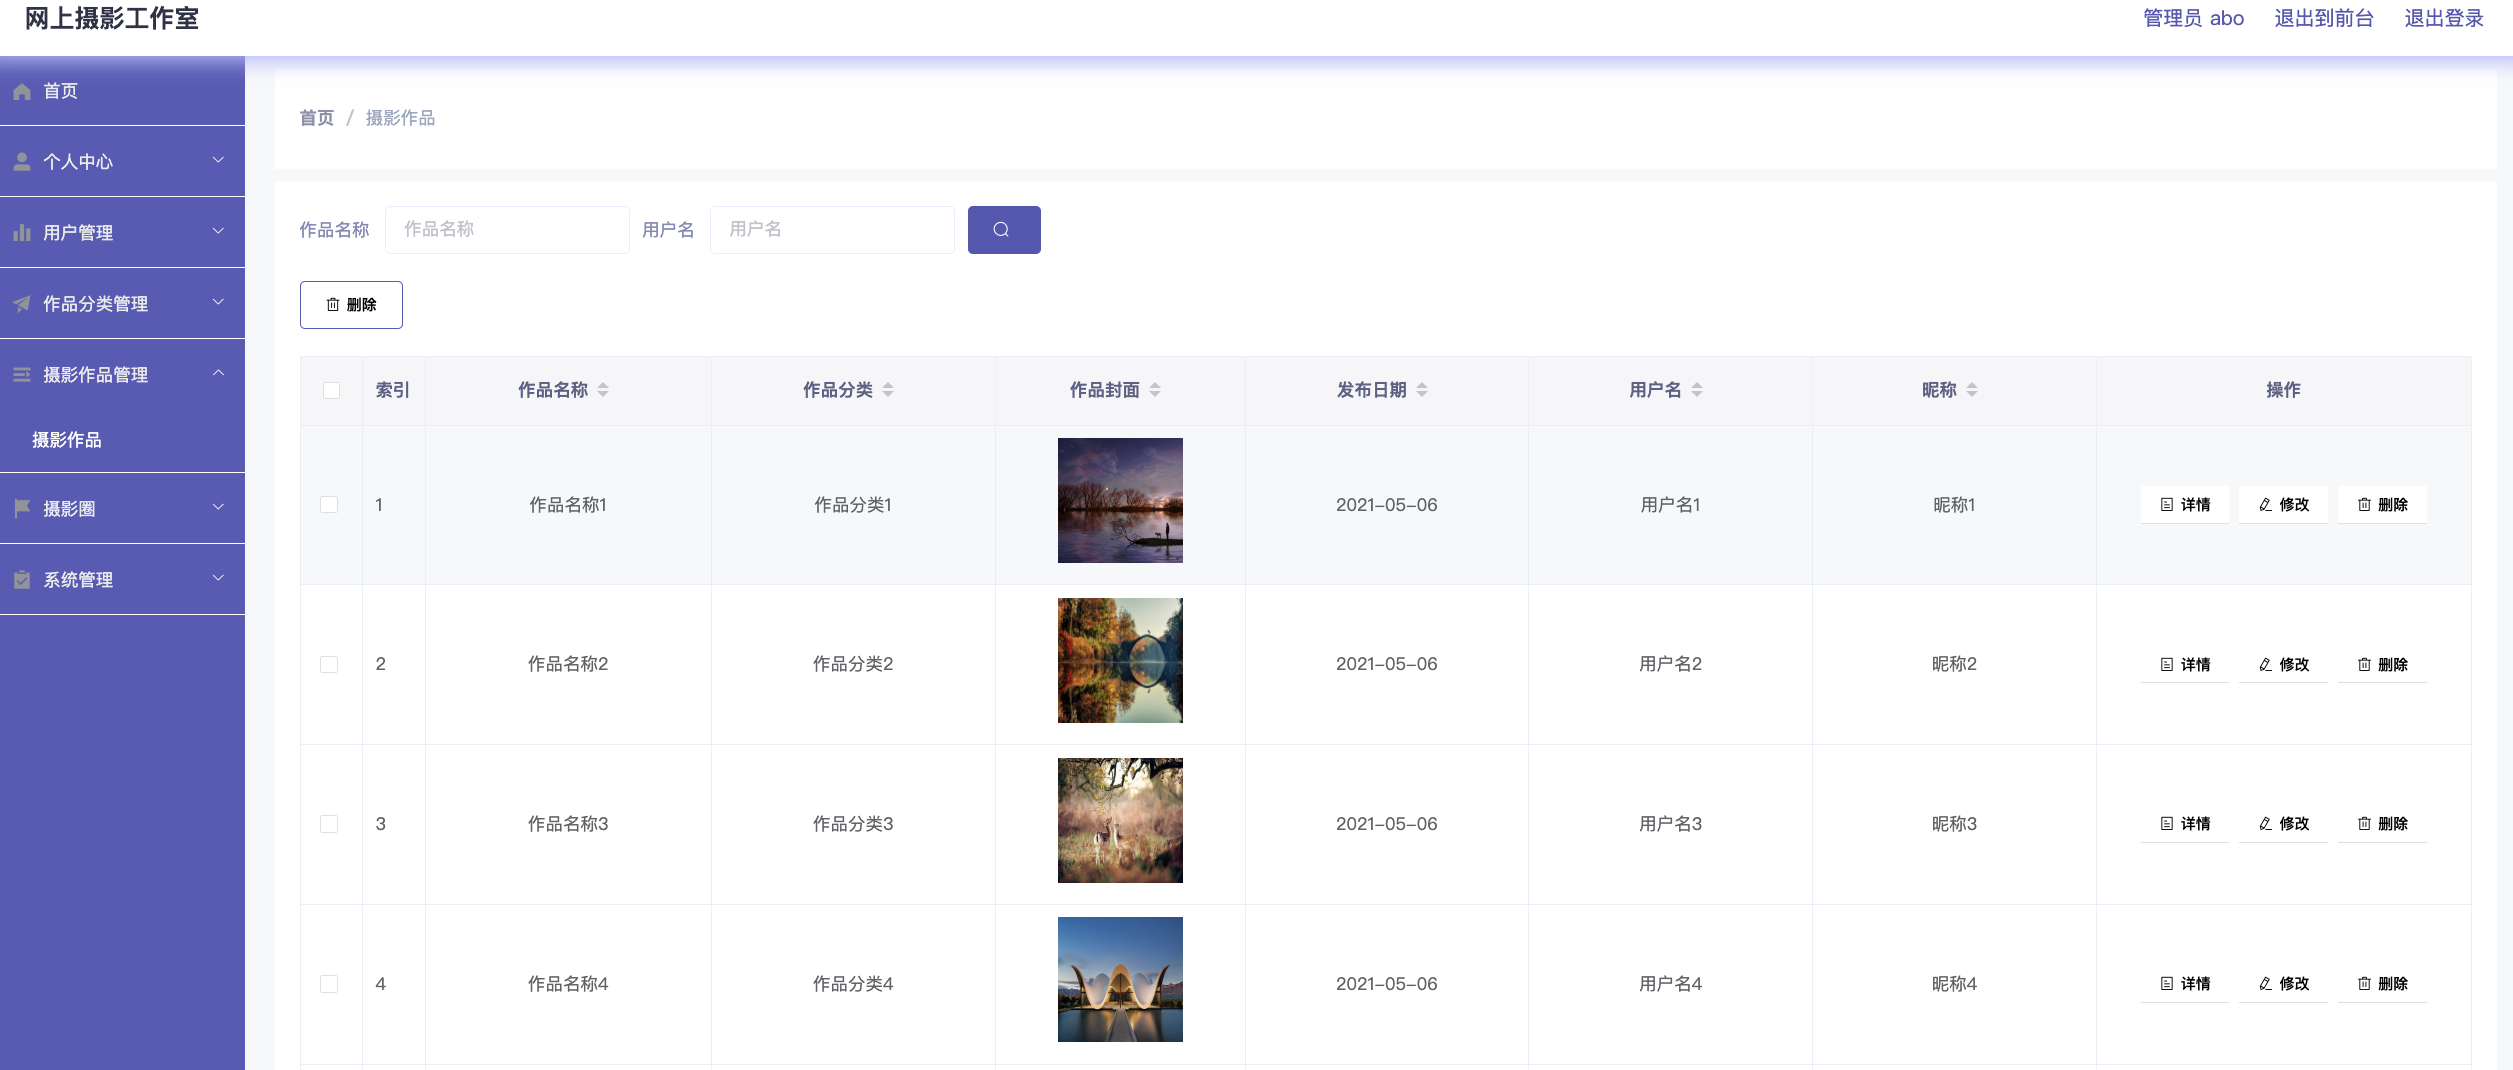 网上摄影工作室
管理员 abo 退出到前台 退出登录
首页
个人中心
用户管理
作品分类管理
摄影作品管理
摄影作品
摄影圈
系统管理
首页 / 摄影作品
作品名称 作品名称 用户名 用户名
删除
索引 作品名称 作品分类 作品封面 发布日期 用户名 昵称 操作
1 作品名称1 作品分类1 2021-05-06 用户名1 昵称1 详情 修改 删除
2 作品名称2 作品分类2 2021-05-06 用户名2 昵称2 详情 修改 删除
3 作品名称3 作品分类3 2021-05-06 用户名3 昵称3 详情 修改 删除
4 作品名称4 作品分类4 2021-05-06 用户名4 昵称4 详情 修改 删除